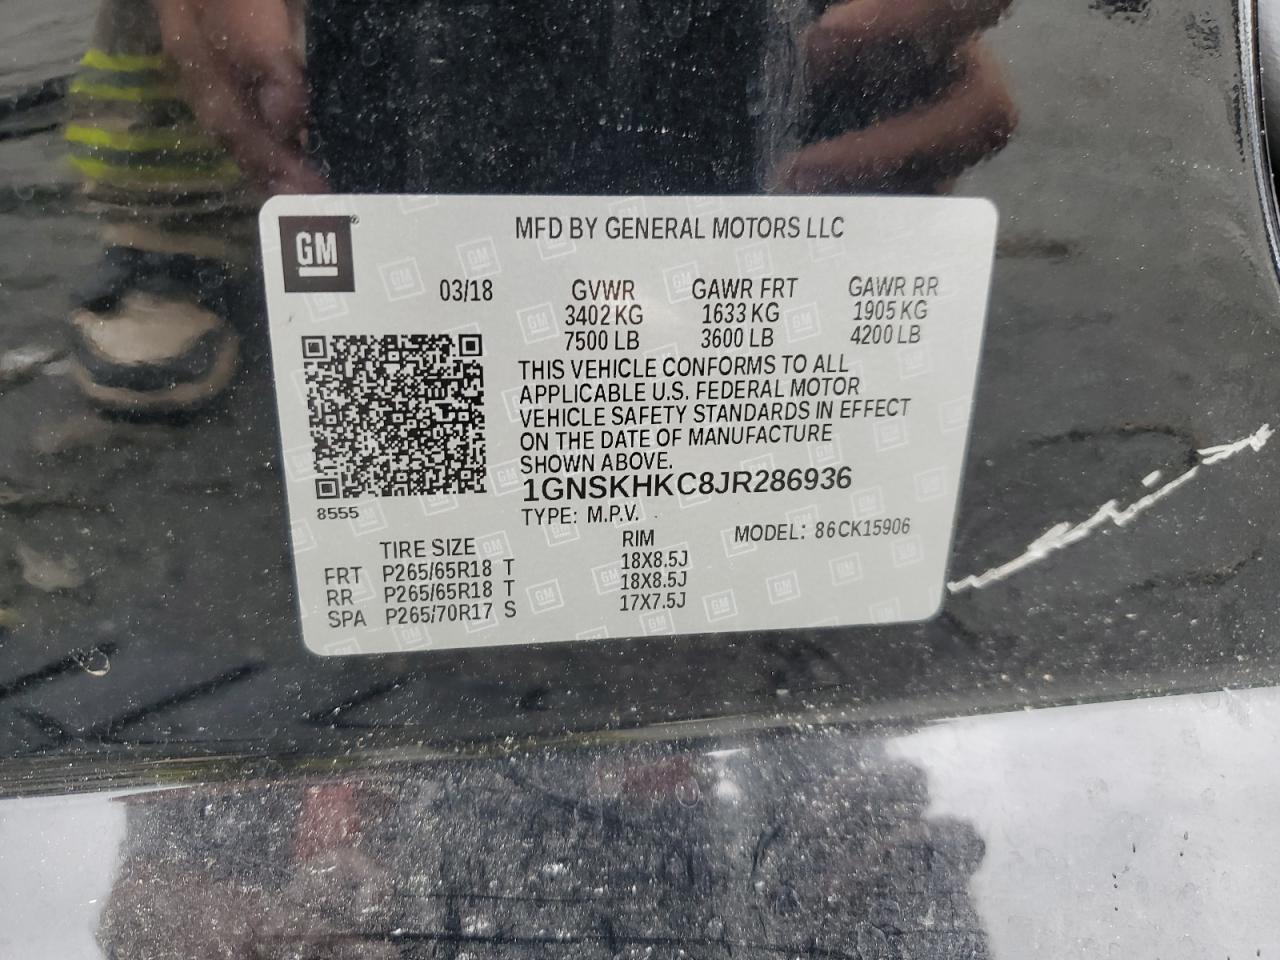 GM
MFD BY GENERAL MOTORS LLC
03/18 GVWR GAWR FRT GAWR RR
3402 KG 1633 KG 1905 KG
7500 LB 3600 LB 4200 LB
THIS VEHICLE CONFORMS TO ALL
APPLICABLE U.S. FEDERAL MOTOR
VEHICLE SAFETY STANDARDS IN EFFECT
ON THE DATE OF MANUFACTURE
SHOWN ABOVE.
1GNSKHKC8JR286936
8555
TYPE: M.P.V.
MODEL: 86CK15906
TIRE SIZE RIM
FRT P265/65R18 T 18X8.5J
RR P265/65R18 T 18X8.5J
SPA P265/70R17 S 17X7.5J